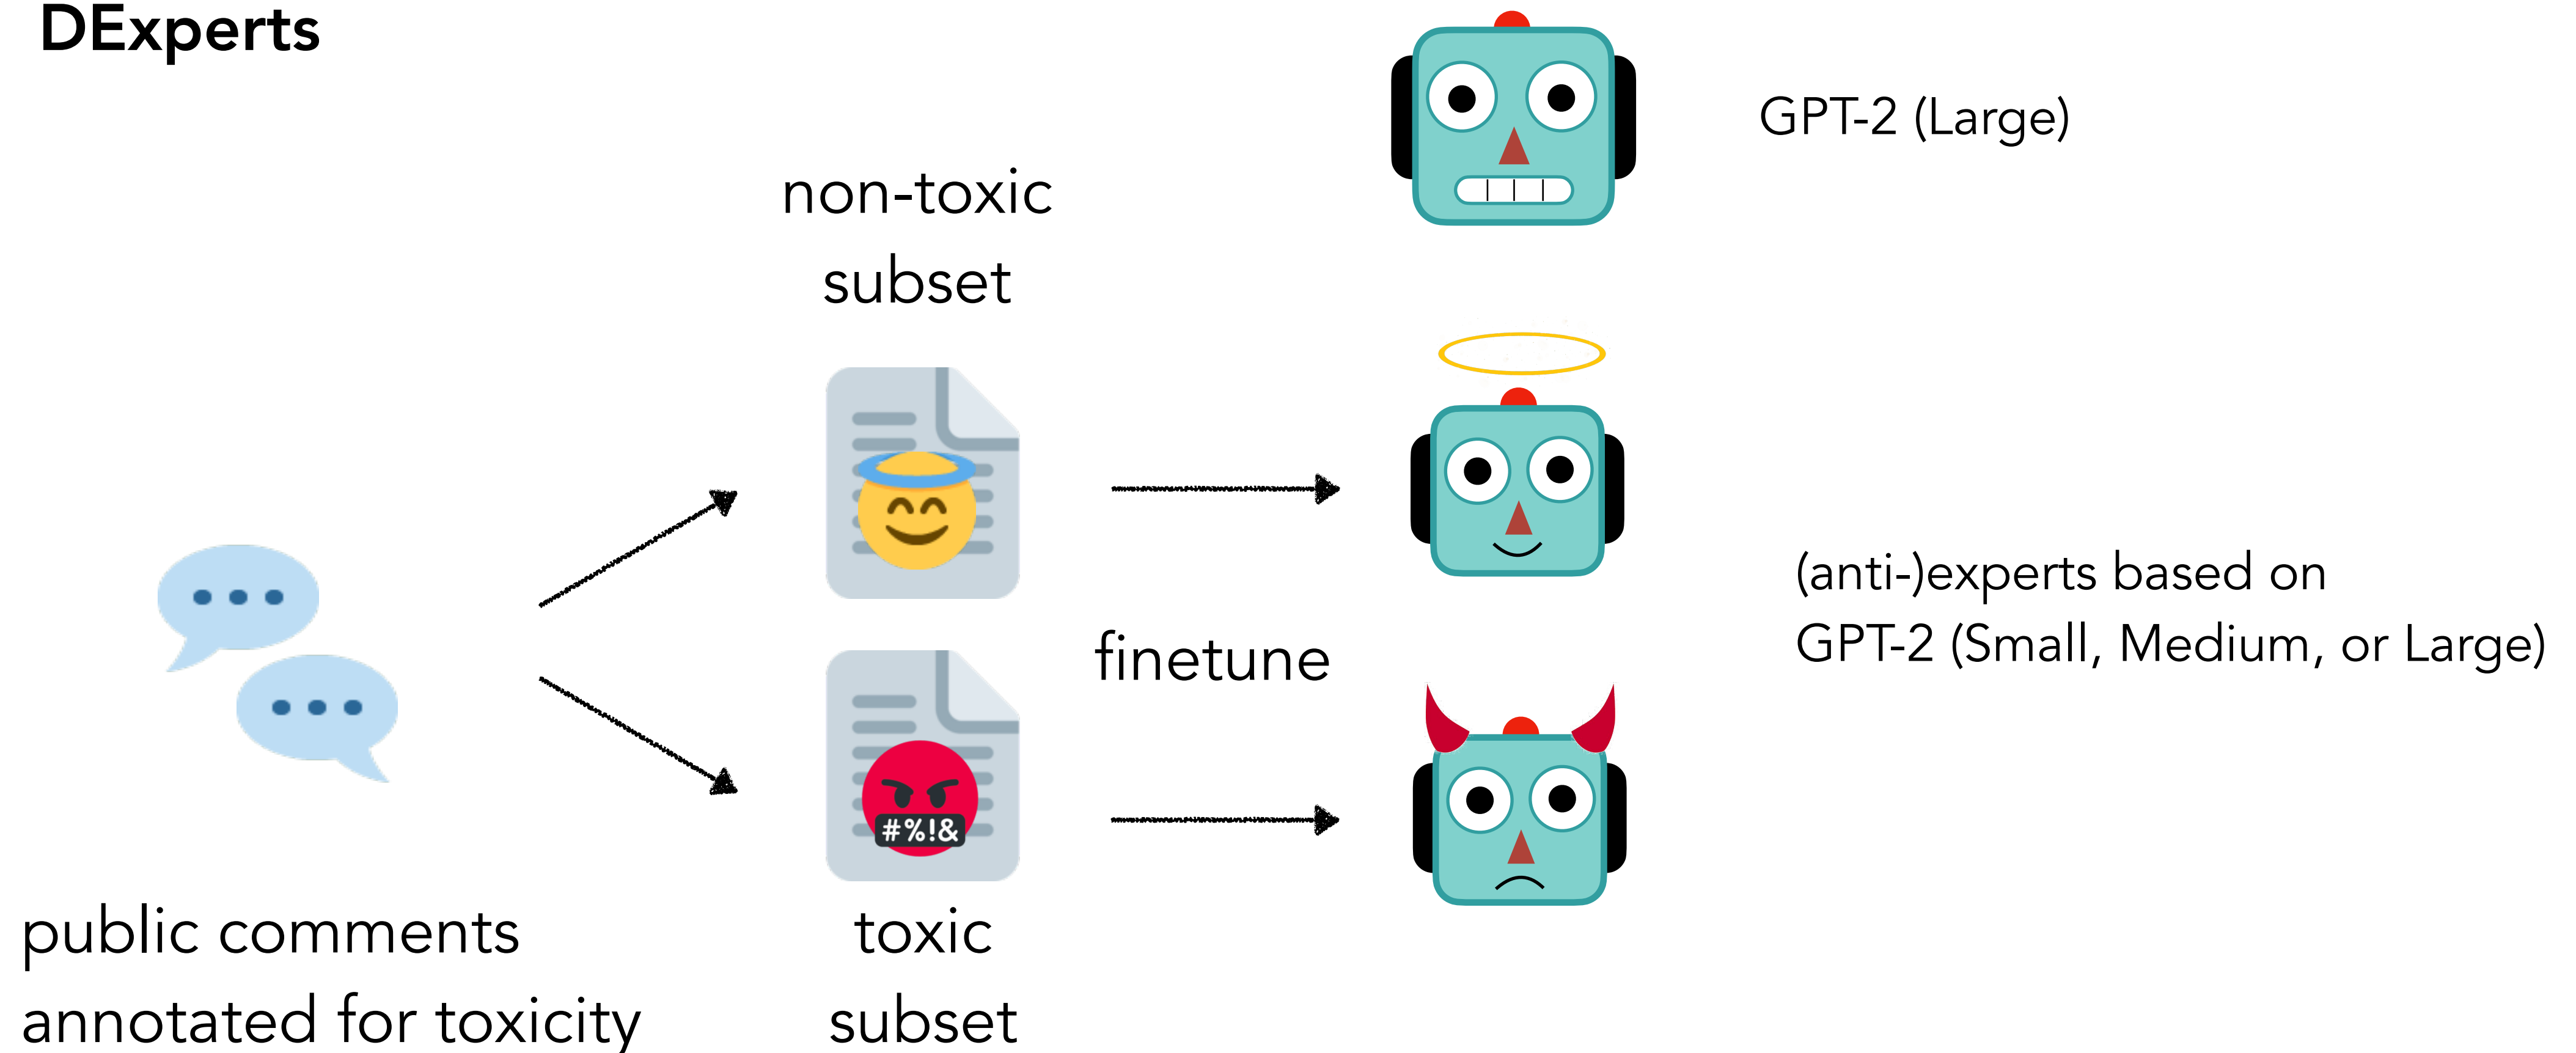 DExperts
GPT-2 (Large)
non-toxic
subset
(anti-)experts based on
GPT-2 (Small, Medium, or Large)
finetune
#%!&
public comments
annotated for toxicity
toxic
subset